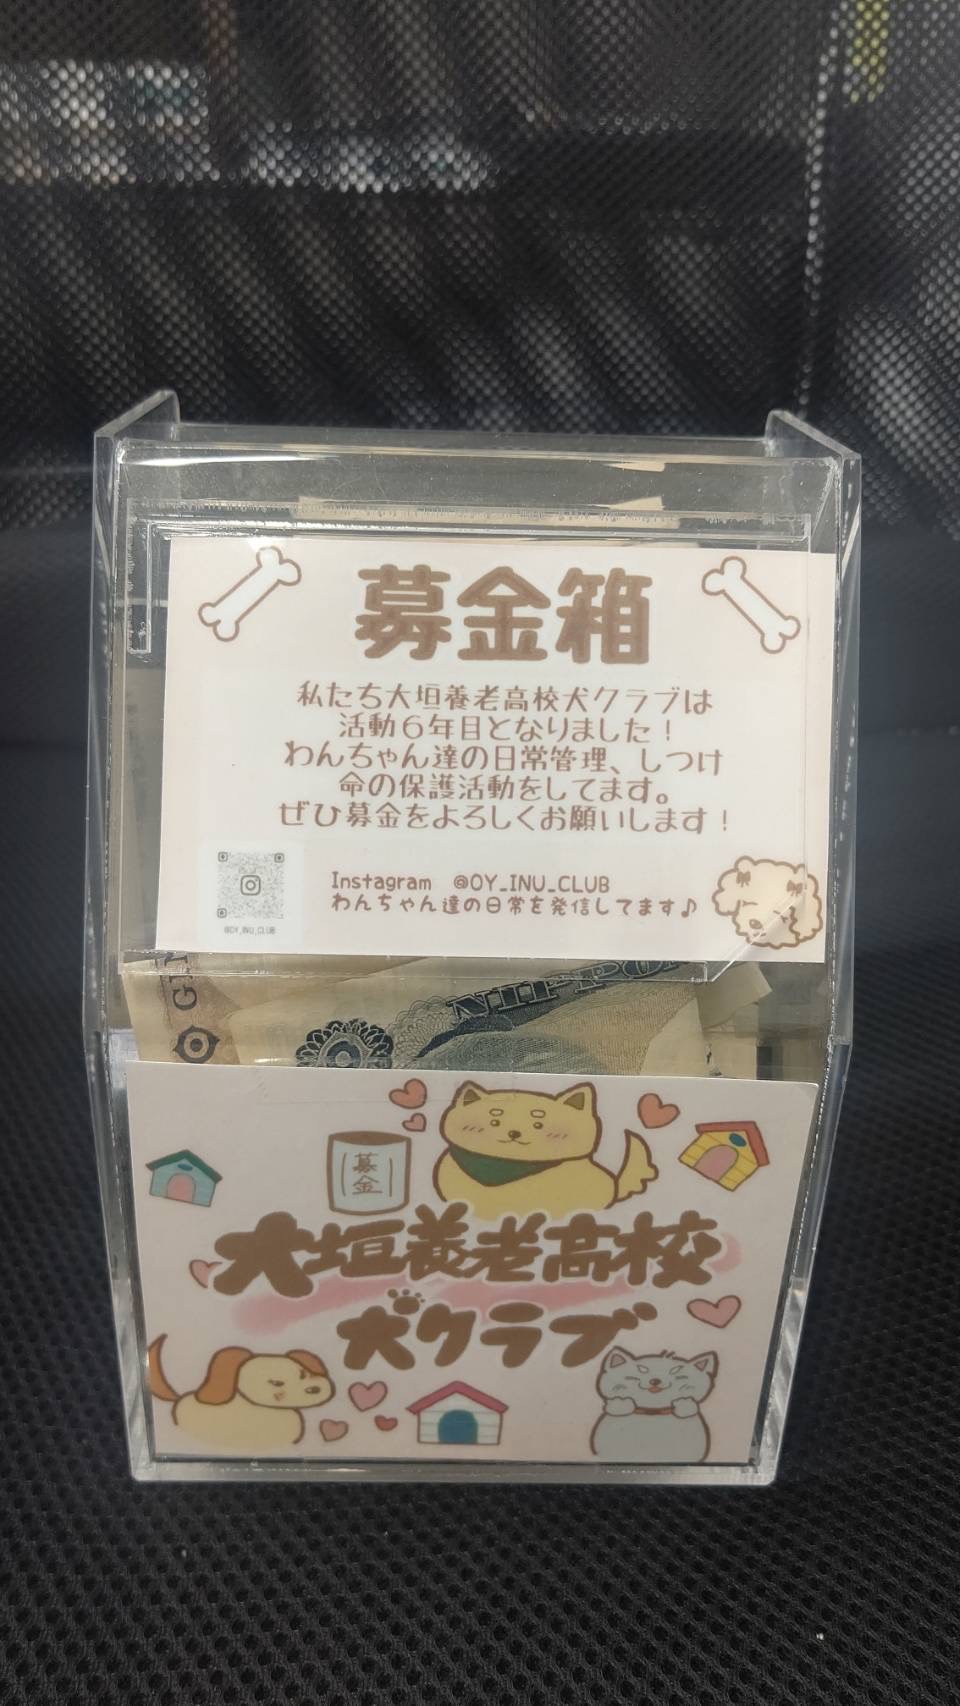 募金箱
私たち大垣養老高校犬クラブは
活動6年目となりました!
わんちゃん達の日常管理、しつけ
命の保護活動をしてます。
ぜひ募金をよろしくお願いします!
Instagram @OY_INU_CLUB
わんちゃん達の日常を発信してます♪
@OY_INU_CLUB
NIPPON
募金
大垣養老高校
犬クラブ